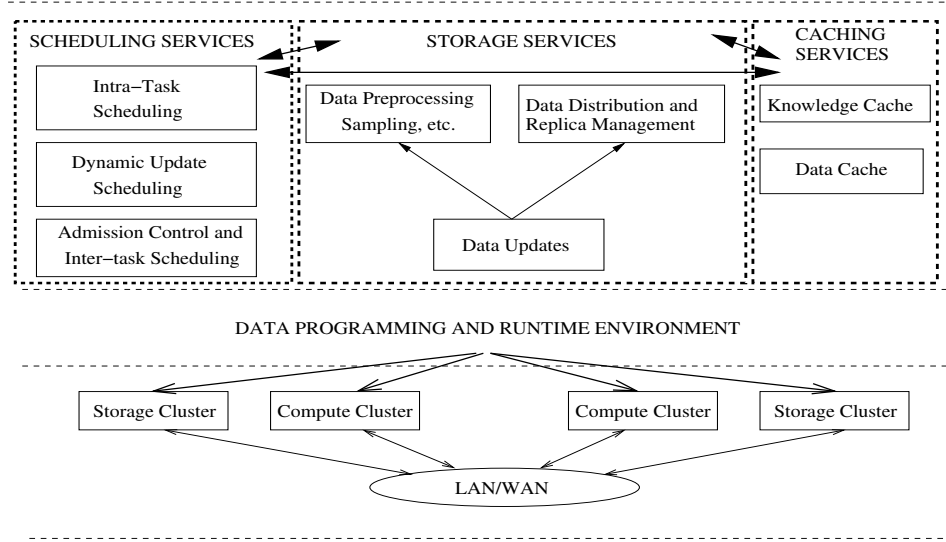 SCHEDULING SERVICES
Intra−Task
Scheduling
Dynamic Update
Scheduling
Admission Control and
Inter−task Scheduling
STORAGE SERVICES
Data Preprocessing
Sampling, etc.
Data Distribution and
Replica Management
Data Updates
CACHING
SERVICES
Knowledge Cache
Data Cache
DATA PROGRAMMING AND RUNTIME ENVIRONMENT
Storage Cluster
Compute Cluster
Compute Cluster
Storage Cluster
LAN/WAN